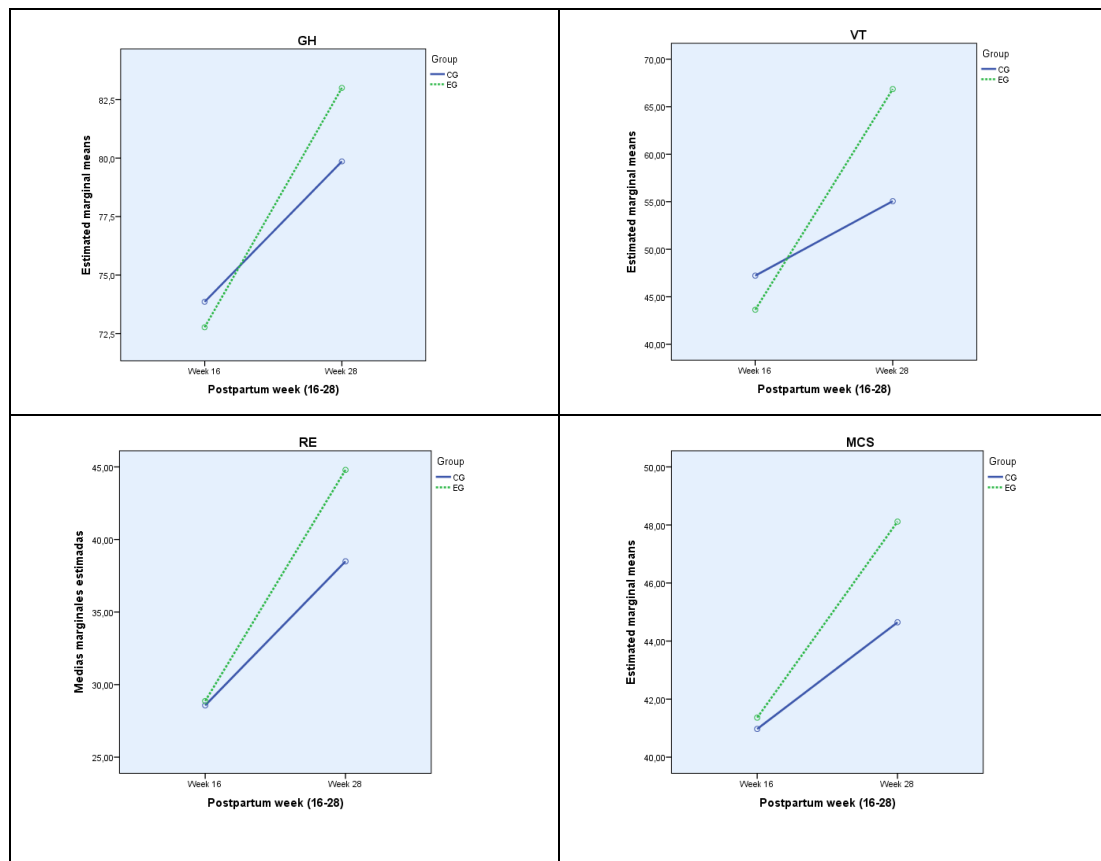 GH
Group
CG
EG
Estimated marginal means
82,5
80,0
77,5
75,0
72,5
Week 16
Week 28
Postpartum week (16-28)
VT
Group
CG
EG
Estimated marginal means
70,00
65,00
60,00
55,00
50,00
45,00
40,00
Week 16
Week 28
Postpartum week (16-28)
RE
Group
CG
EG
Medias marginales estimadas
45,00
40,00
35,00
30,00
25,00
Week 16
Week 28
Postpartum week (16-28)
MCS
Group
CG
EG
Estimated marginal means
50,00
48,00
46,00
44,00
42,00
40,00
Week 16
Week 28
Postpartum week (16-28)